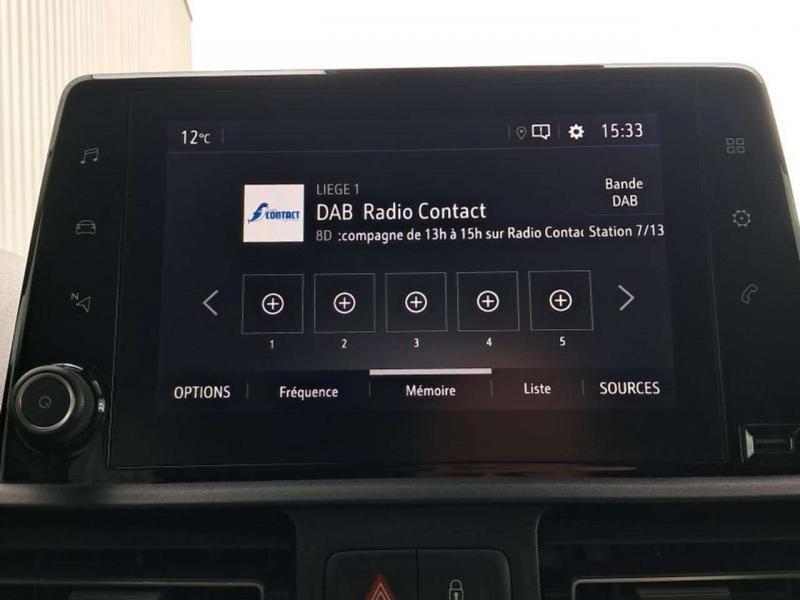 12°C 15:33
LIEGE 1
Bande
DAB
CONTACT
DAB Radio Contact
8D :compagne de 13h à 15h sur Radio Contac Station 7/13
N
1 2 3 4 5
OPTIONS Fréquence Mémoire Liste SOURCES